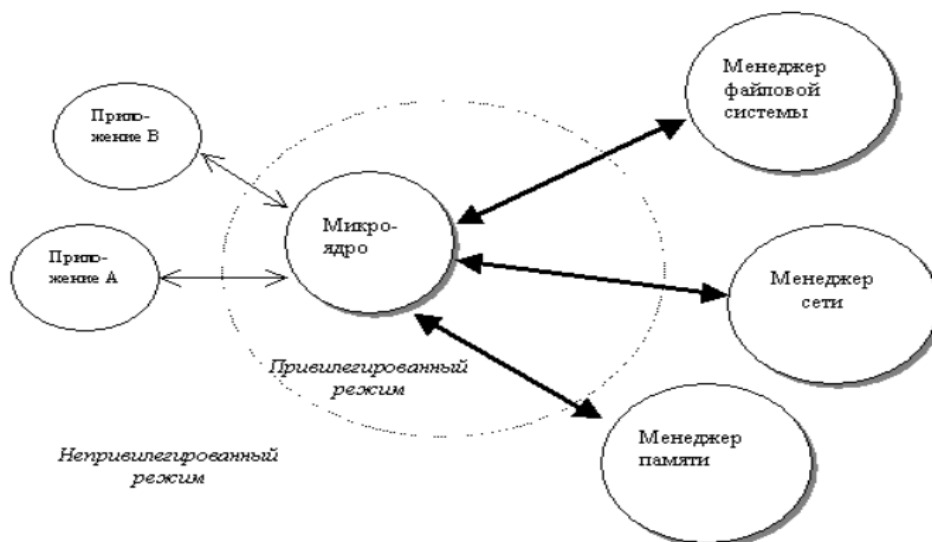 Менеджер
файловой
системы
Прило-
жение B
Микро-
ядро
Прило-
жение A
Менеджер
сети
Привилегированный
режим
Менеджер
памяти
Непривилегированный
режим